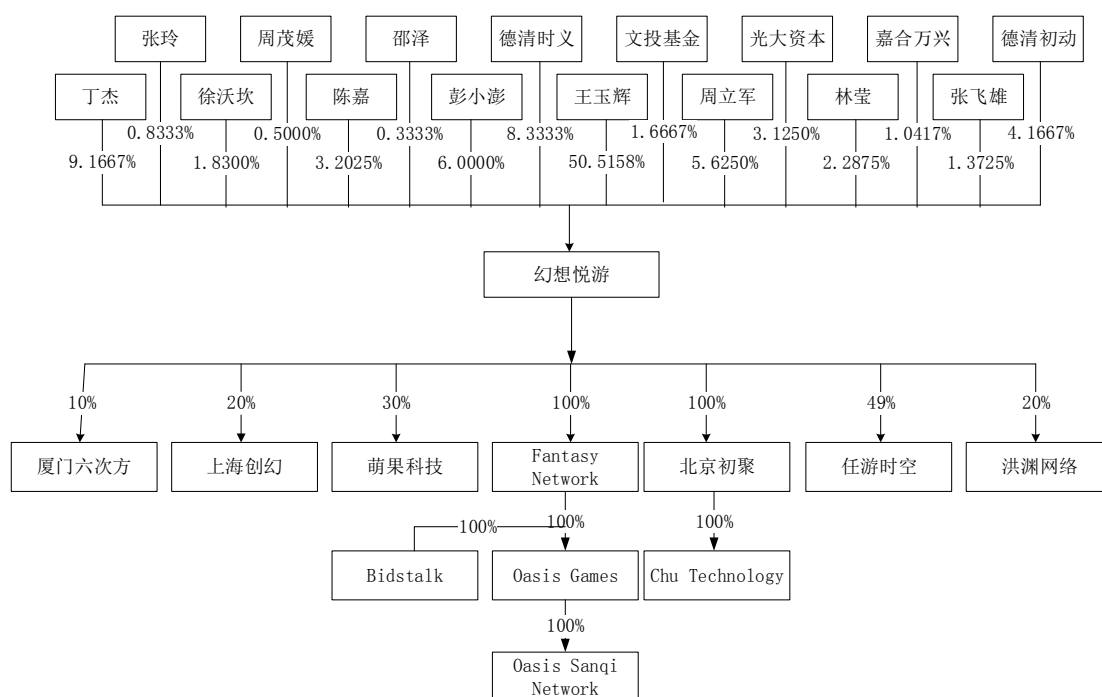 张玲
周茂媛
邵泽
德清时义
文投基金
光大资本
嘉合万兴
德清初动
丁杰
徐沃坎
陈嘉
彭小澎
王玉辉
周立军
林莹
张飞雄
0.8333%
0.5000%
0.3333%
8.3333%
1.6667%
3.1250%
1.0417%
4.1667%
9.1667%
1.8300%
3.2025%
6.0000%
50.5158%
5.6250%
2.2875%
1.3725%
幻想悦游
10%
20%
30%
100%
100%
49%
20%
厦门六次方
上海创幻
萌果科技
Fantasy
Network
北京初聚
任游时空
洪渊网络
100%
100%
100%
Bidstalk
Oasis Games
Chu Technology
100%
Oasis Sanqi
Network